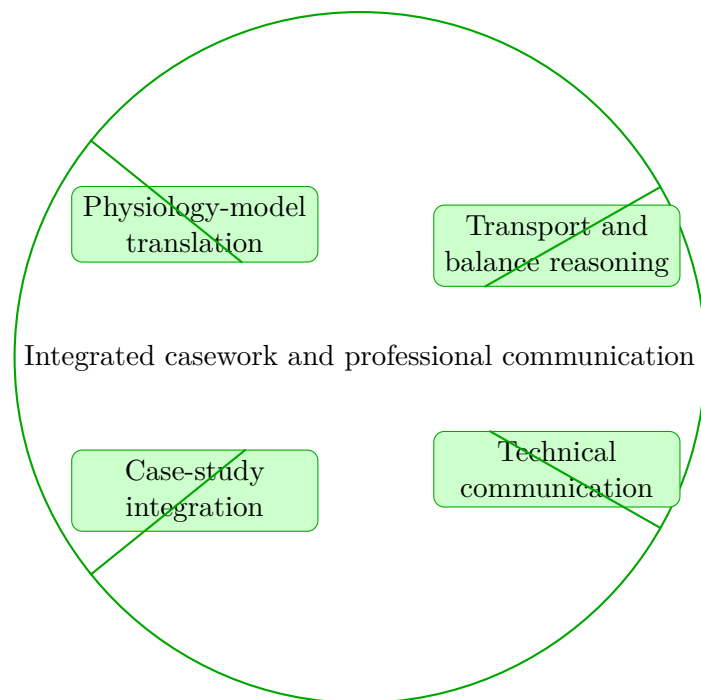 Physiology-model
translation
Transport and
balance reasoning
Integrated casework and professional communication
Case-study
integration
Technical
communication